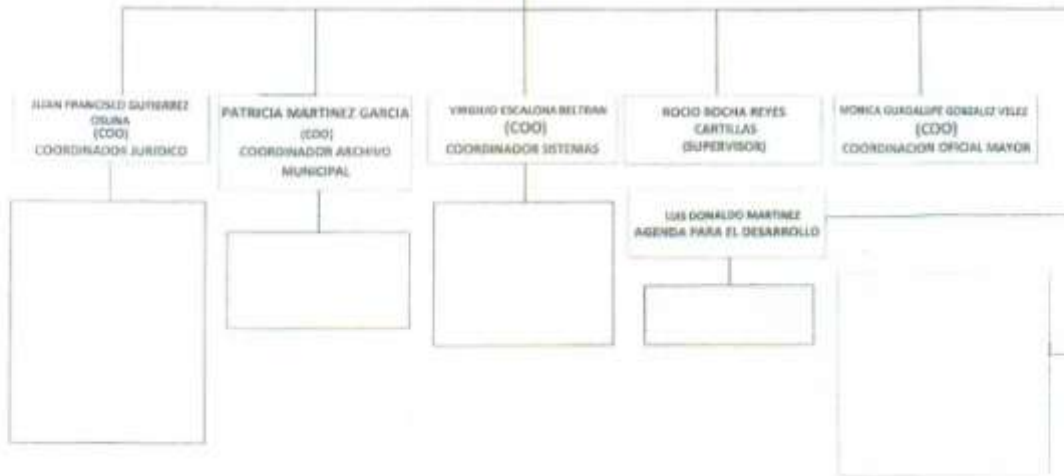 JUAN FRANCISCO GUTIERREZ
OSUNA
(COO)
COORDINADOR JURIDICO
PATRICIA MARTINEZ GARCIA
(COO)
COORDINADOR ARCHIVO
MUNICIPAL
VIRGILIO ESCALONA BELTRAN
(COO)
COORDINADOR SISTEMAS
ROCIO ROCHA REYES
CARTILLAS
(SUPERVISOR)
MONICA GUADALUPE GONZALEZ VELEZ
(COO)
COORDINACION OFICIAL MAYOR
LUIS DONALDO MARTINEZ
AGENDA PARA EL DESARROLLO